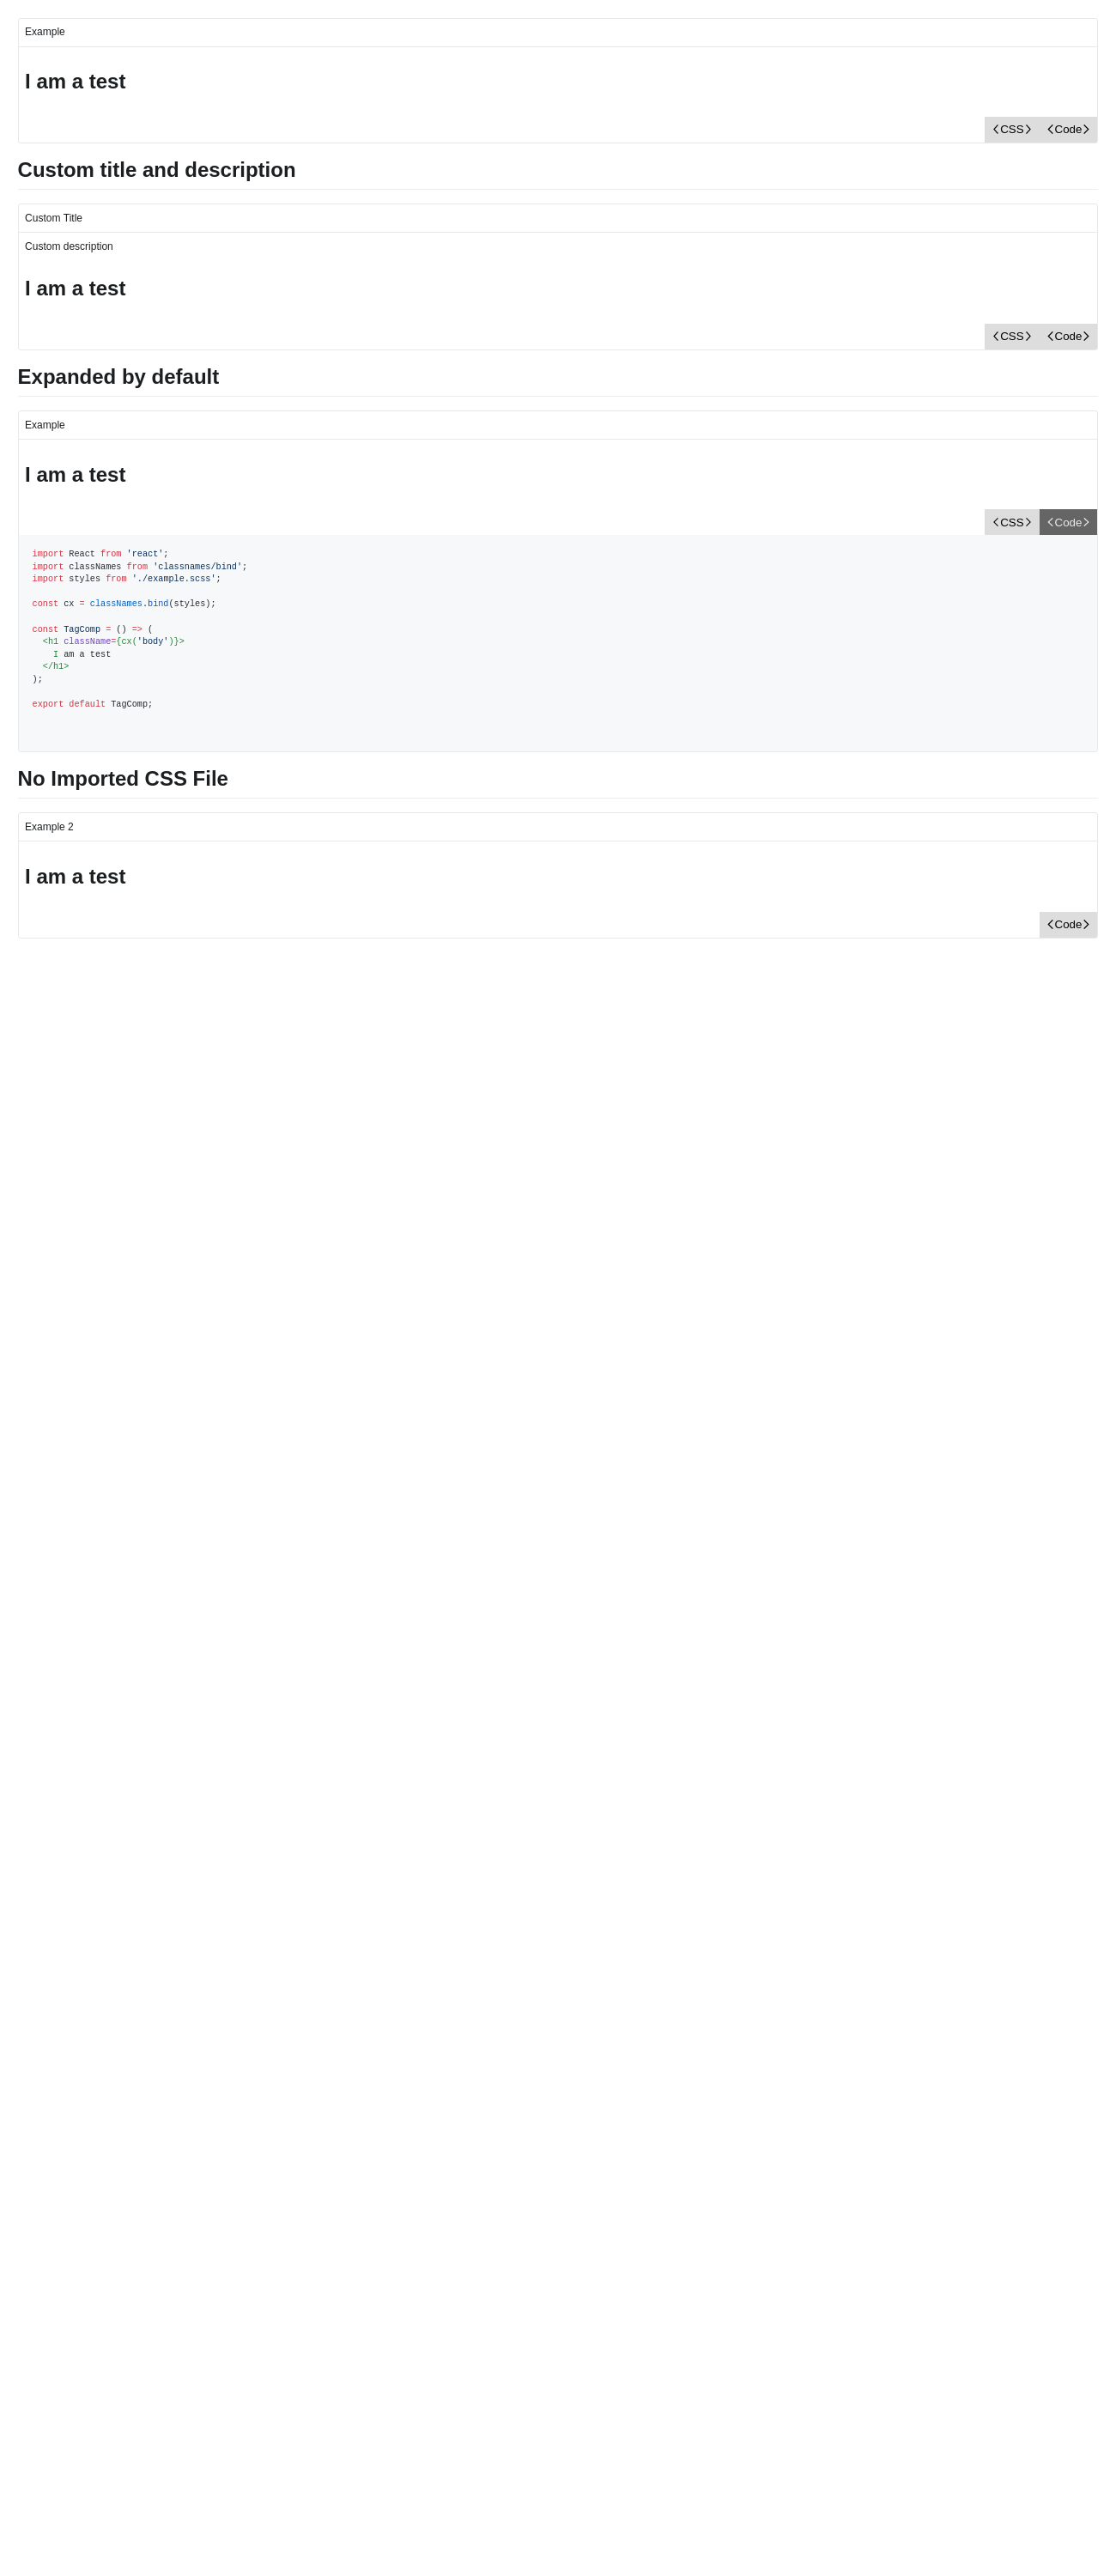 Example
I am a test
<CSS> <Code>
Custom title and description
Custom Title
Custom description
I am a test
<CSS> <Code>
Expanded by default
Example
I am a test
<CSS> <Code>
import React from 'react';
import classNames from 'classnames/bind';
import styles from './example.scss';
const cx = classNames.bind(styles);
const TagComp = () => (
<h1 className={cx('body')}>
I am a test
</h1>
);
export default TagComp;
No Imported CSS File
Example 2
I am a test
<Code>